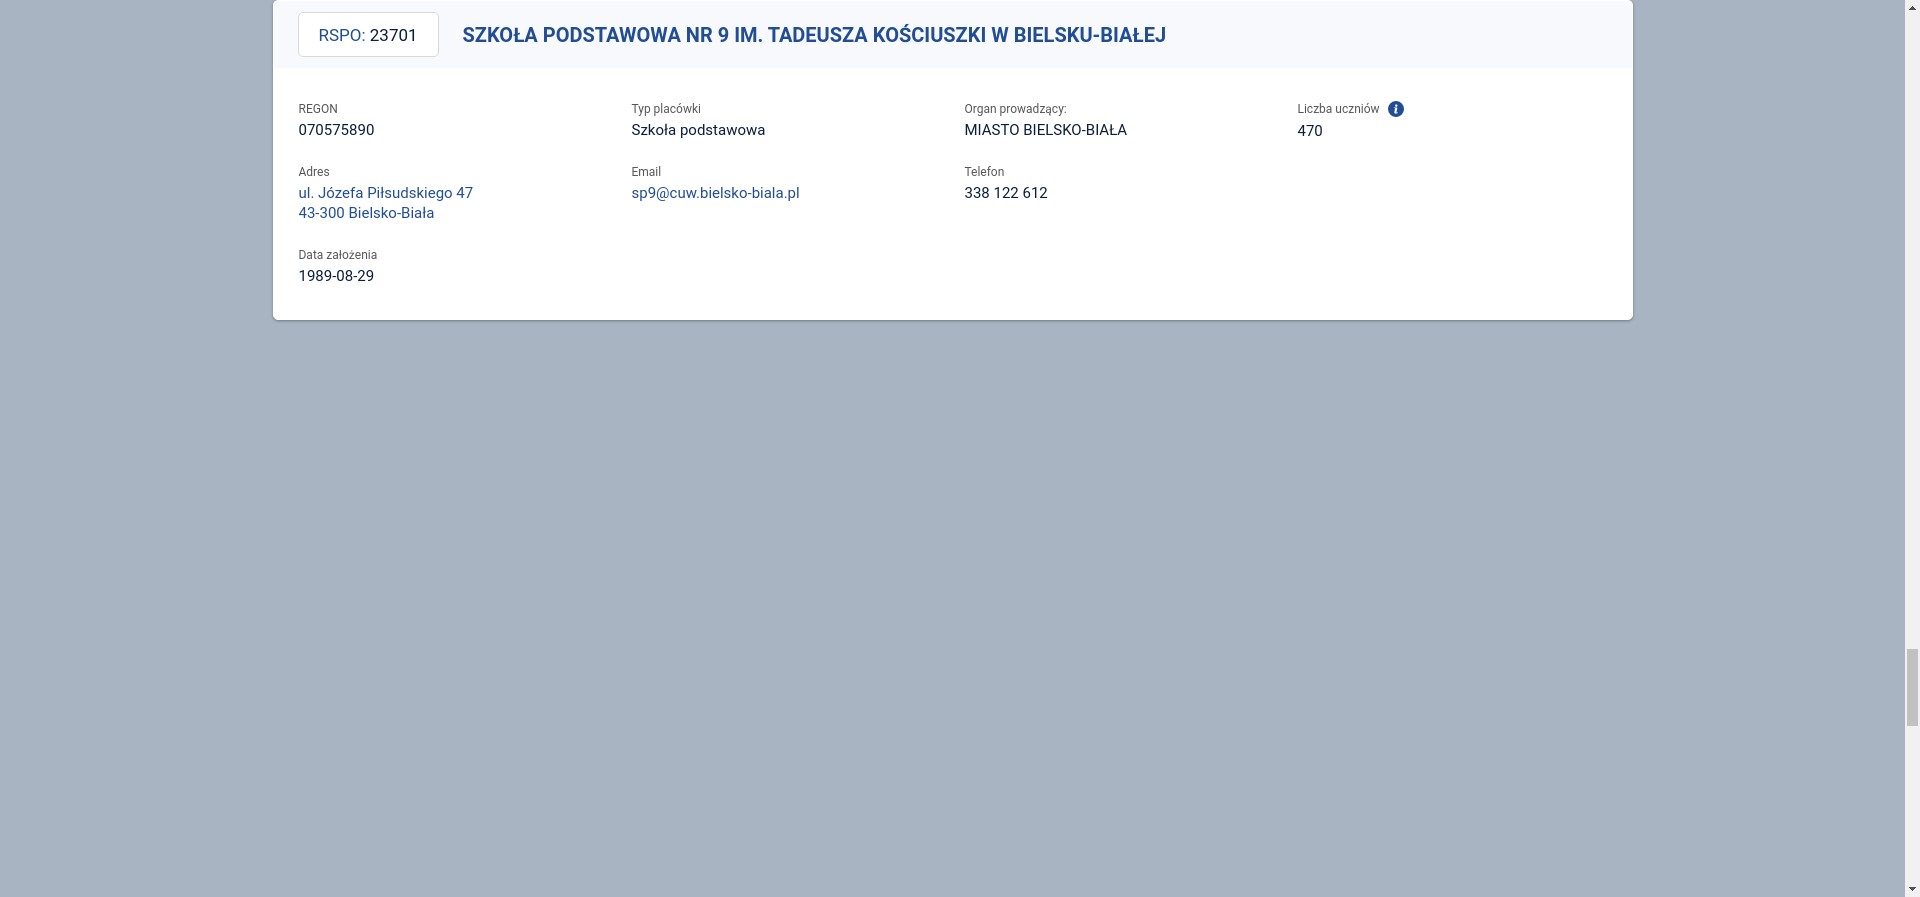 RSPO: 23701
SZKOŁA PODSTAWOWA NR 9 IM. TADEUSZA KOŚCIUSZKI W BIELSKU-BIAŁEJ
REGON
070575890
Typ placówki
Szkoła podstawowa
Organ prowadzący:
MIASTO BIELSKO-BIAŁA
Liczba uczniów i
470
Adres
ul. Józefa Piłsudskiego 47
43-300 Bielsko-Biała
Email
sp9@cuw.bielsko-biala.pl
Telefon
338 122 612
Data założenia
1989-08-29